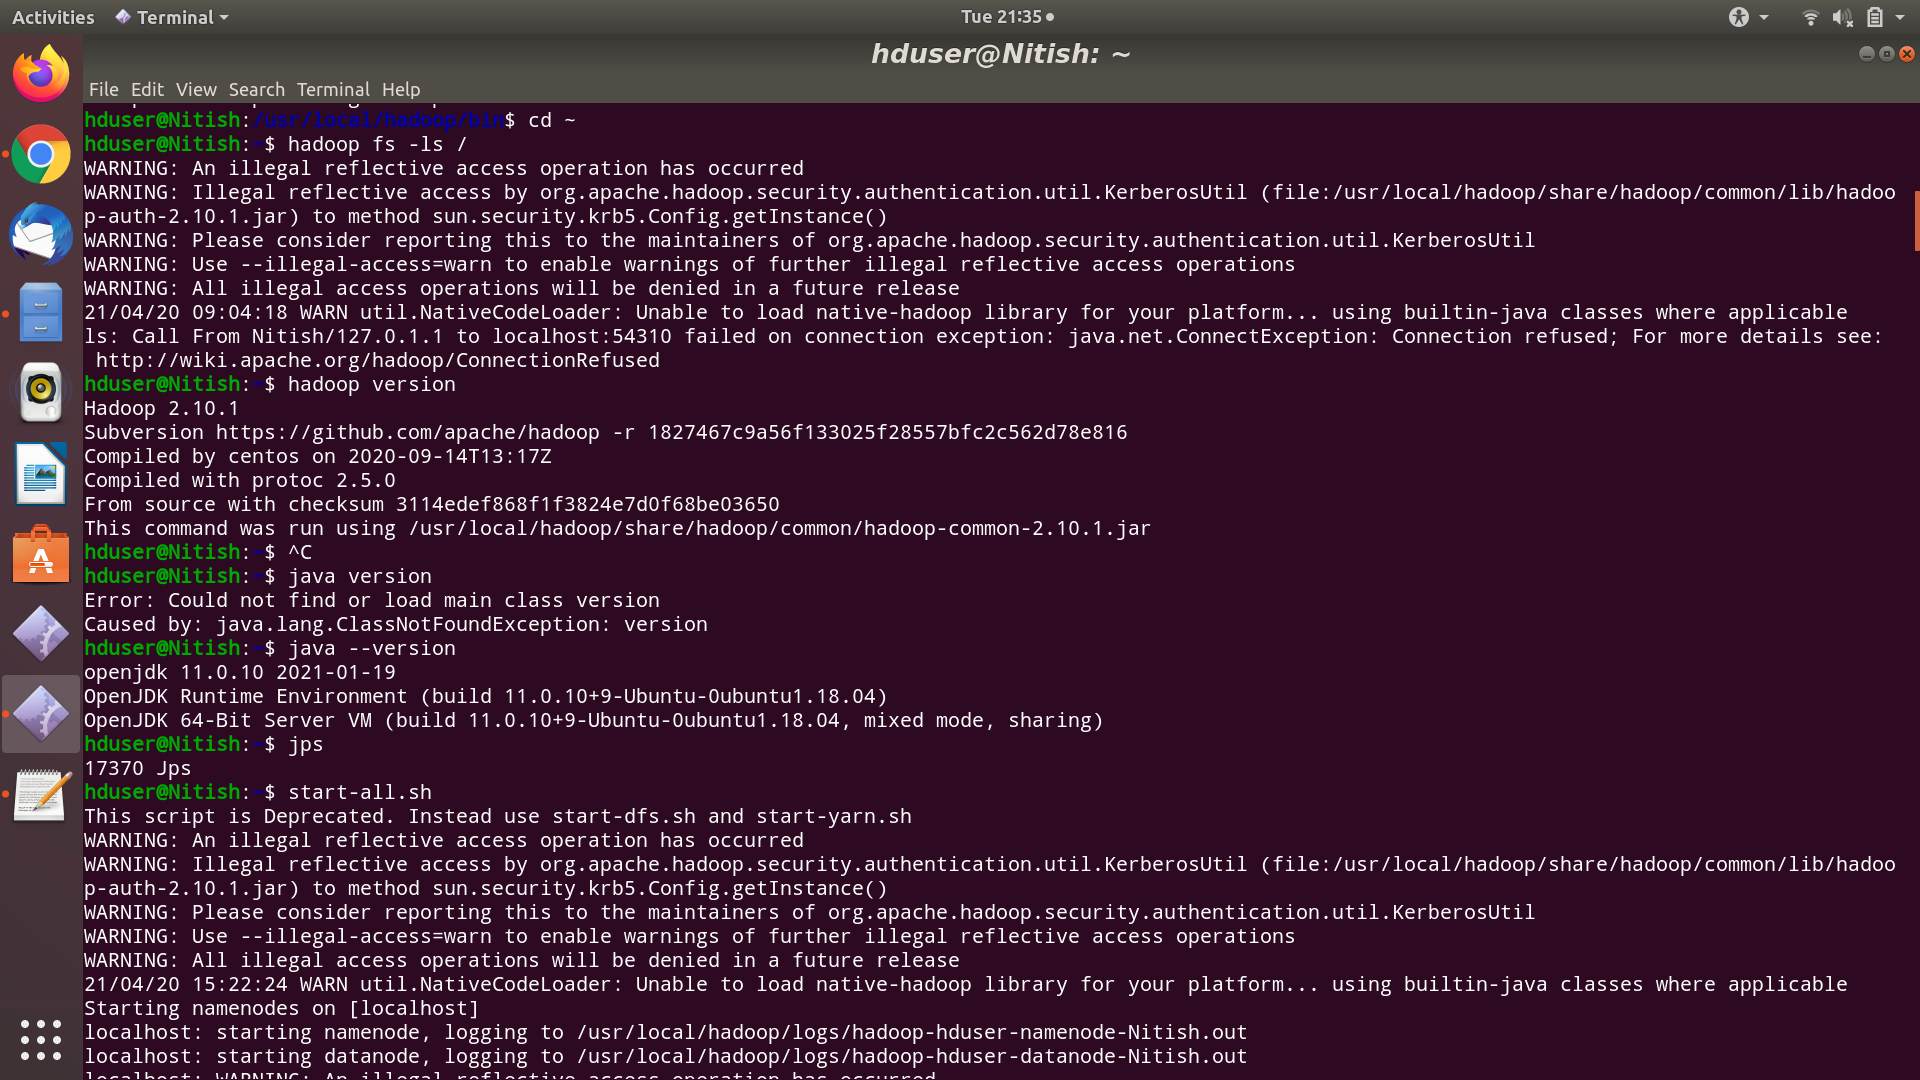 Activities Terminal Tue 21:35
hduser@Nitish: ~
File Edit View Search Terminal Help
hduser@Nitish:/usr/local/hadoop/bin$ cd ~
hduser@Nitish:~$ hadoop fs -ls /
WARNING: An illegal reflective access operation has occurred
WARNING: Illegal reflective access by org.apache.hadoop.security.authentication.util.KerberosUtil (file:/usr/local/hadoop/share/hadoop/common/lib/hadoo
p-auth-2.10.1.jar) to method sun.security.krb5.Config.getInstance()
WARNING: Please consider reporting this to the maintainers of org.apache.hadoop.security.authentication.util.KerberosUtil
WARNING: Use --illegal-access=warn to enable warnings of further illegal reflective access operations
WARNING: All illegal access operations will be denied in a future release
21/04/20 09:04:18 WARN util.NativeCodeLoader: Unable to load native-hadoop library for your platform... using builtin-java classes where applicable
ls: Call From Nitish/127.0.1.1 to localhost:54310 failed on connection exception: java.net.ConnectException: Connection refused; For more details see:
http://wiki.apache.org/hadoop/ConnectionRefused
hduser@Nitish:~$ hadoop version
Hadoop 2.10.1
Subversion https://github.com/apache/hadoop -r 1827467c9a56f133025f28557bfc2c562d78e816
Compiled by centos on 2020-09-14T13:17Z
Compiled with protoc 2.5.0
From source with checksum 3114edef868f1f3824e7d0f68be03650
This command was run using /usr/local/hadoop/share/hadoop/common/hadoop-common-2.10.1.jar
hduser@Nitish:~$ ^C
hduser@Nitish:~$ java version
Error: Could not find or load main class version
Caused by: java.lang.ClassNotFoundException: version
hduser@Nitish:~$ java --version
openjdk 11.0.10 2021-01-19
OpenJDK Runtime Environment (build 11.0.10+9-Ubuntu-0ubuntu1.18.04)
OpenJDK 64-Bit Server VM (build 11.0.10+9-Ubuntu-0ubuntu1.18.04, mixed mode, sharing)
hduser@Nitish:~$ jps
17370 Jps
hduser@Nitish:~$ start-all.sh
This script is Deprecated. Instead use start-dfs.sh and start-yarn.sh
WARNING: An illegal reflective access operation has occurred
WARNING: Illegal reflective access by org.apache.hadoop.security.authentication.util.KerberosUtil (file:/usr/local/hadoop/share/hadoop/common/lib/hadoo
p-auth-2.10.1.jar) to method sun.security.krb5.Config.getInstance()
WARNING: Please consider reporting this to the maintainers of org.apache.hadoop.security.authentication.util.KerberosUtil
WARNING: Use --illegal-access=warn to enable warnings of further illegal reflective access operations
WARNING: All illegal access operations will be denied in a future release
21/04/20 15:22:24 WARN util.NativeCodeLoader: Unable to load native-hadoop library for your platform... using builtin-java classes where applicable
Starting namenodes on [localhost]
localhost: starting namenode, logging to /usr/local/hadoop/logs/hadoop-hduser-namenode-Nitish.out
localhost: starting datanode, logging to /usr/local/hadoop/logs/hadoop-hduser-datanode-Nitish.out
localhost: WARNING: An illegal reflective access operation has occurred